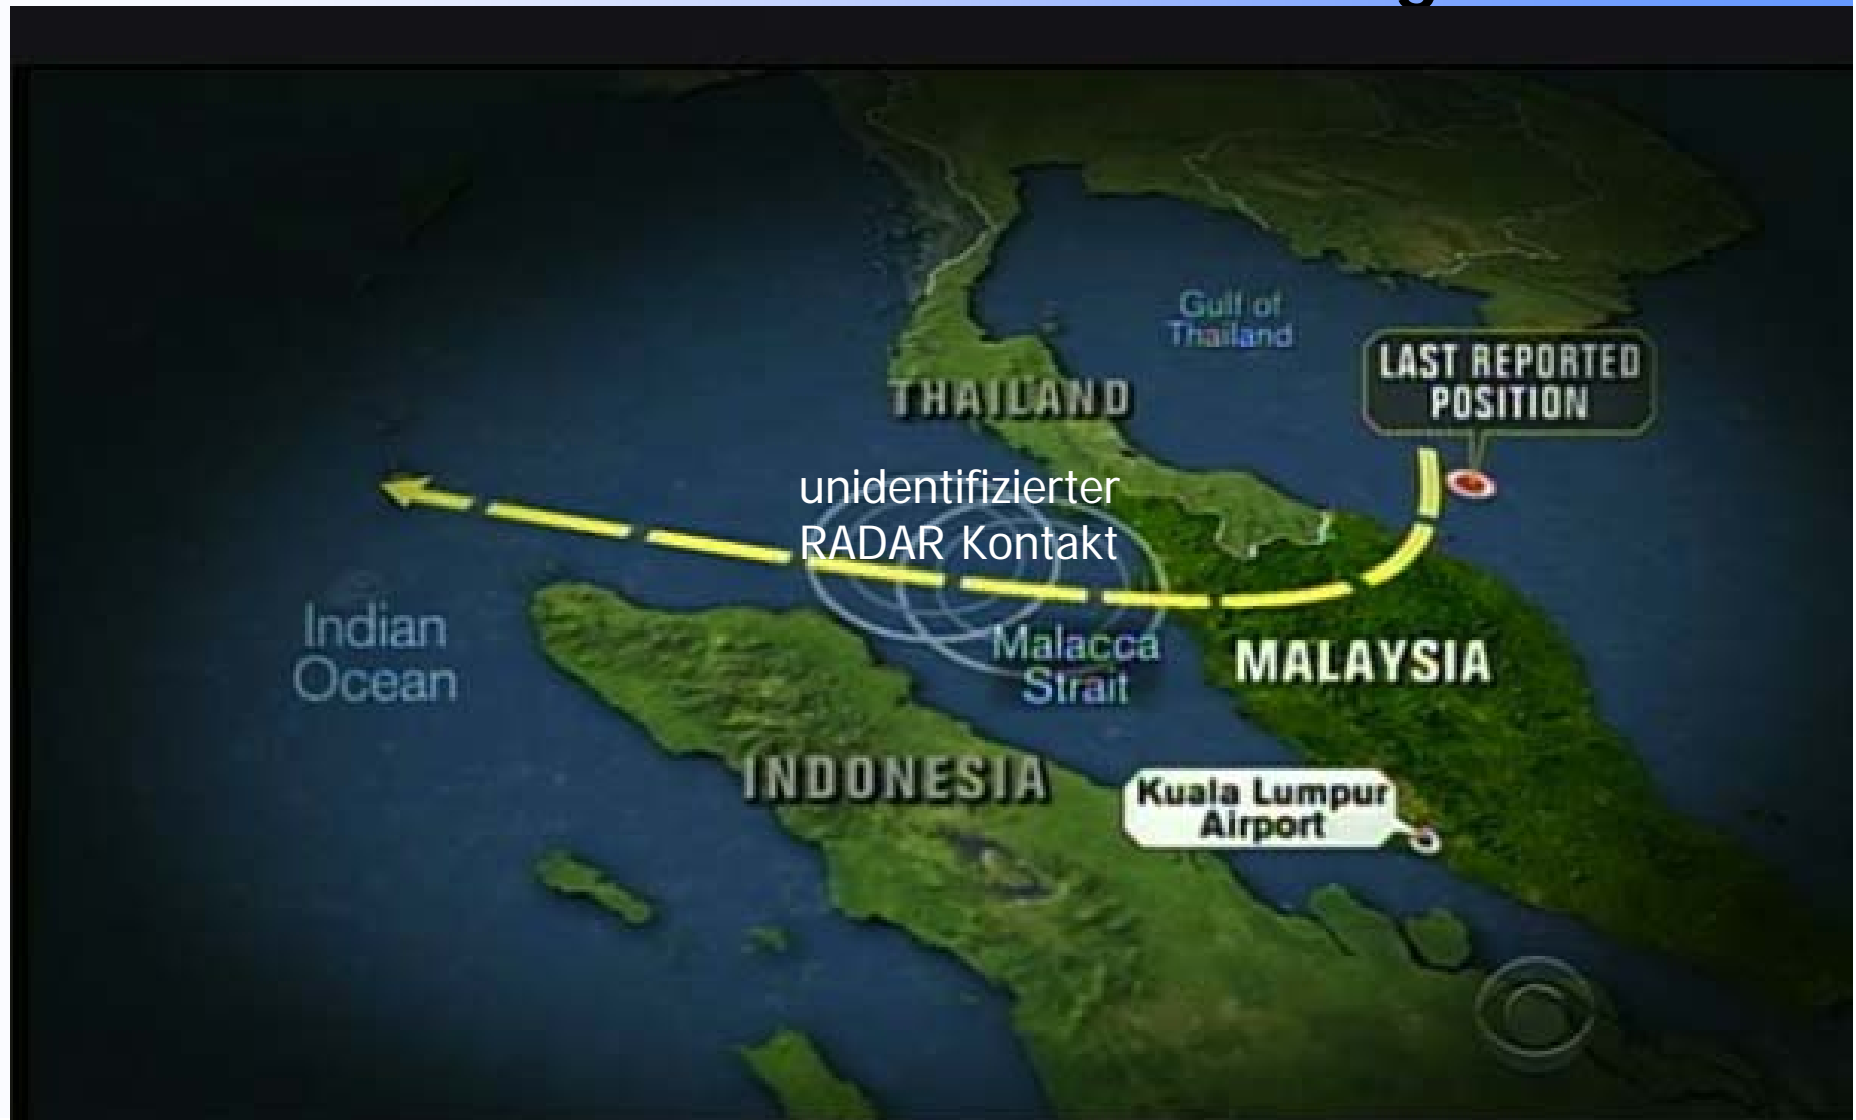 Gulf of
Thailand
LAST REPORTED
POSITION
THAILAND
unidentifizierter
RADAR Kontakt
Indian
Ocean
Malacca
Strait
MALAYSIA
INDONESIA
Kuala Lumpur
Airport